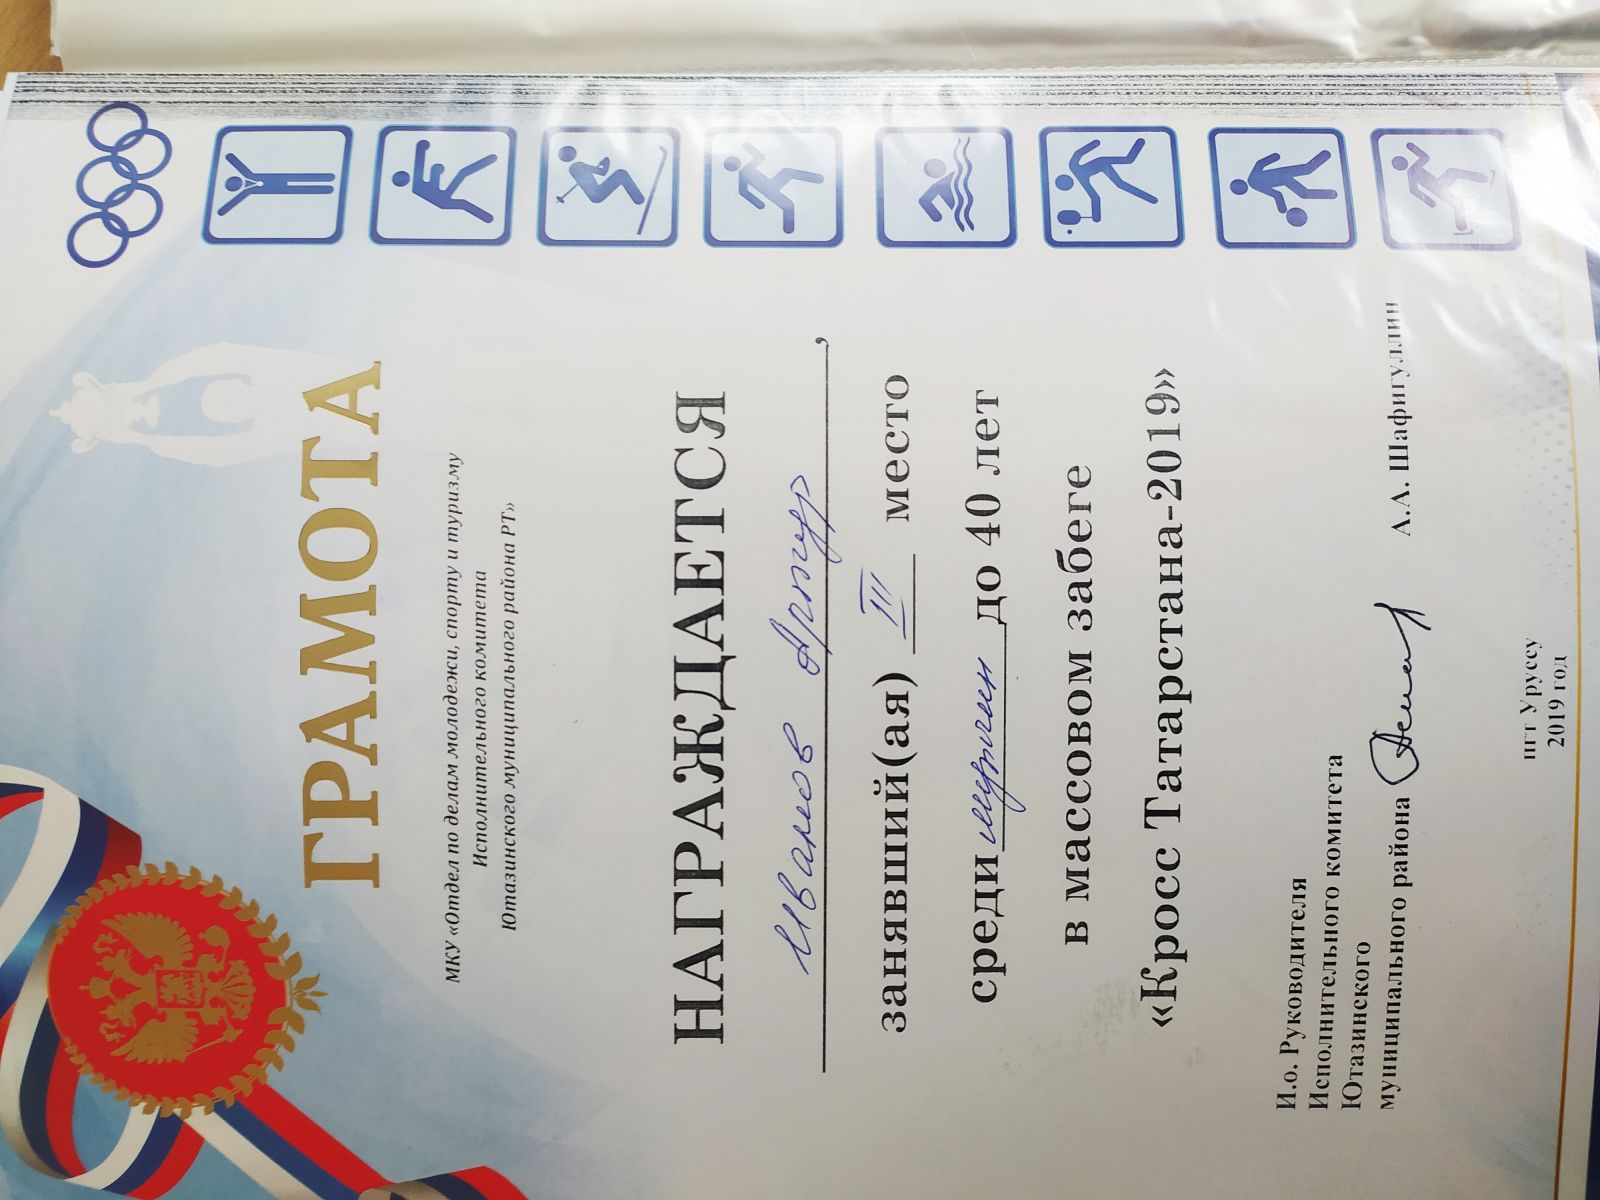 ГРАМОТА
МКУ «Отдел по делам молодежи, спорту и туризму
Исполнительного комитета
Ютазинского муниципального района РТ»
НАГРАЖДАЕТСЯ
Иванов Артур,
занявший(ая) III место
среди мужчин до 40 лет
в массовом забеге
«Кросс Татарстана-2019»
И.о. Руководителя
Исполнительного комитета
Ютазинского
муниципального района А.А. Шафигуллин
пгт Уруссу
2019 год